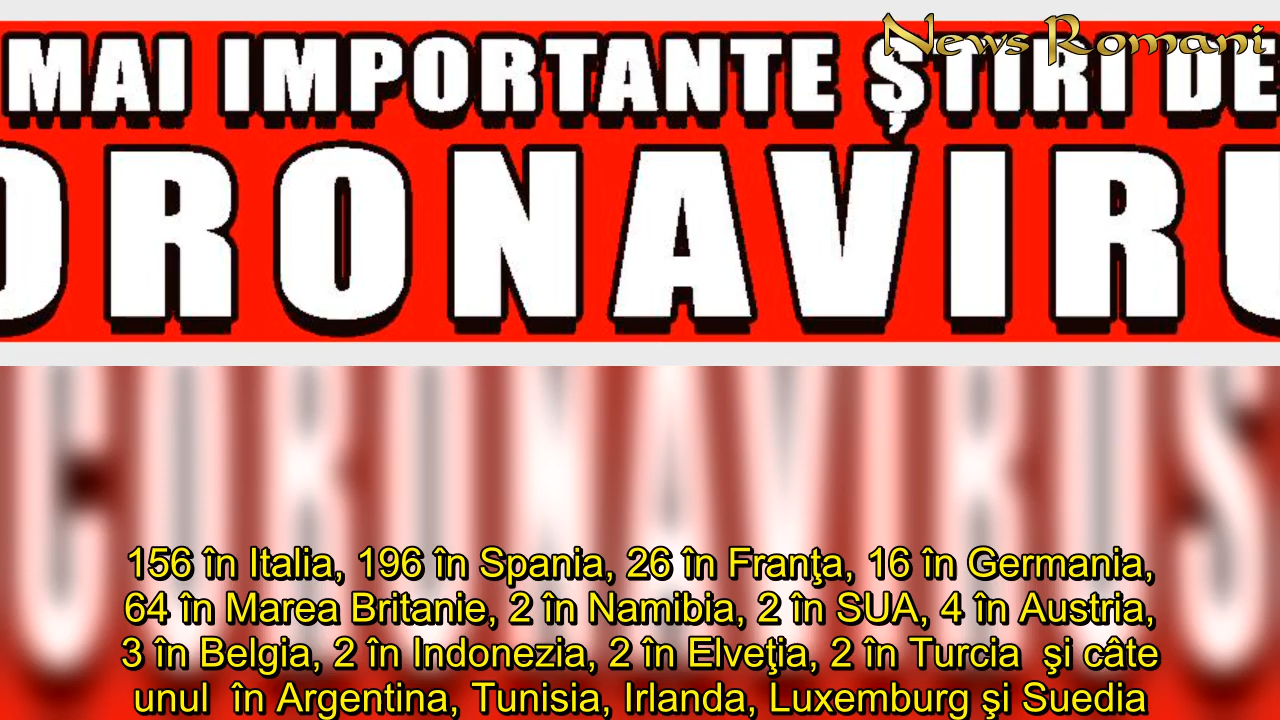 News Romani
MAI IMPORTANTE ŞTIRI DE
ORONAVIRU
CORONAVIRUS
156 în Italia, 196 în Spania, 26 în Franţa, 16 în Germania,
64 în Marea Britanie, 2 în Namibia, 2 în SUA, 4 în Austria,
3 în Belgia, 2 în Indonezia, 2 în Elveţia, 2 în Turcia şi câte
unul în Argentina, Tunisia, Irlanda, Luxemburg şi Suedia